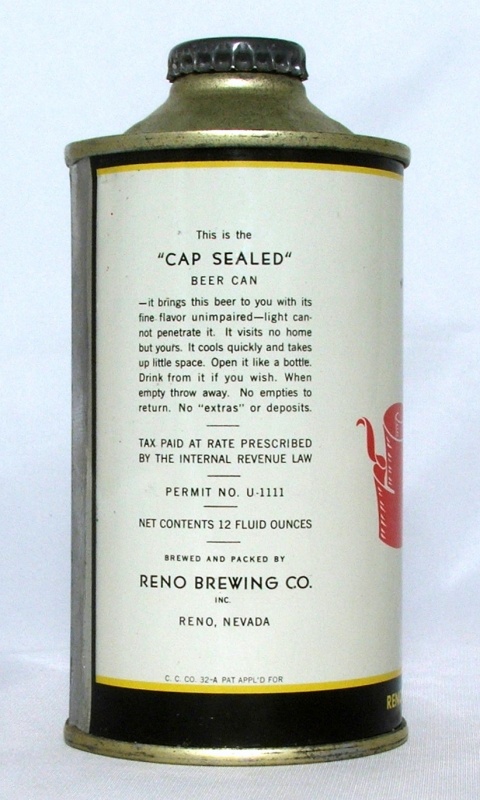 This is the
"CAP SEALED"
BEER CAN
—it brings this beer to you with its
fine flavor unimpaired—light can-
not penetrate it. It visits no home
but yours. It cools quickly and takes
up little space. Open it like a bottle.
Drink from it if you wish. When
empty throw away. No empties to
return. No "extras" or deposits.
TAX PAID AT RATE PRESCRIBED
BY THE INTERNAL REVENUE LAW
PERMIT NO. U-1111
NET CONTENTS 12 FLUID OUNCES
BREWED AND PACKED BY
RENO BREWING CO.
INC.
RENO, NEVADA
C. C. CO. 32-A PAT APPL'D FOR